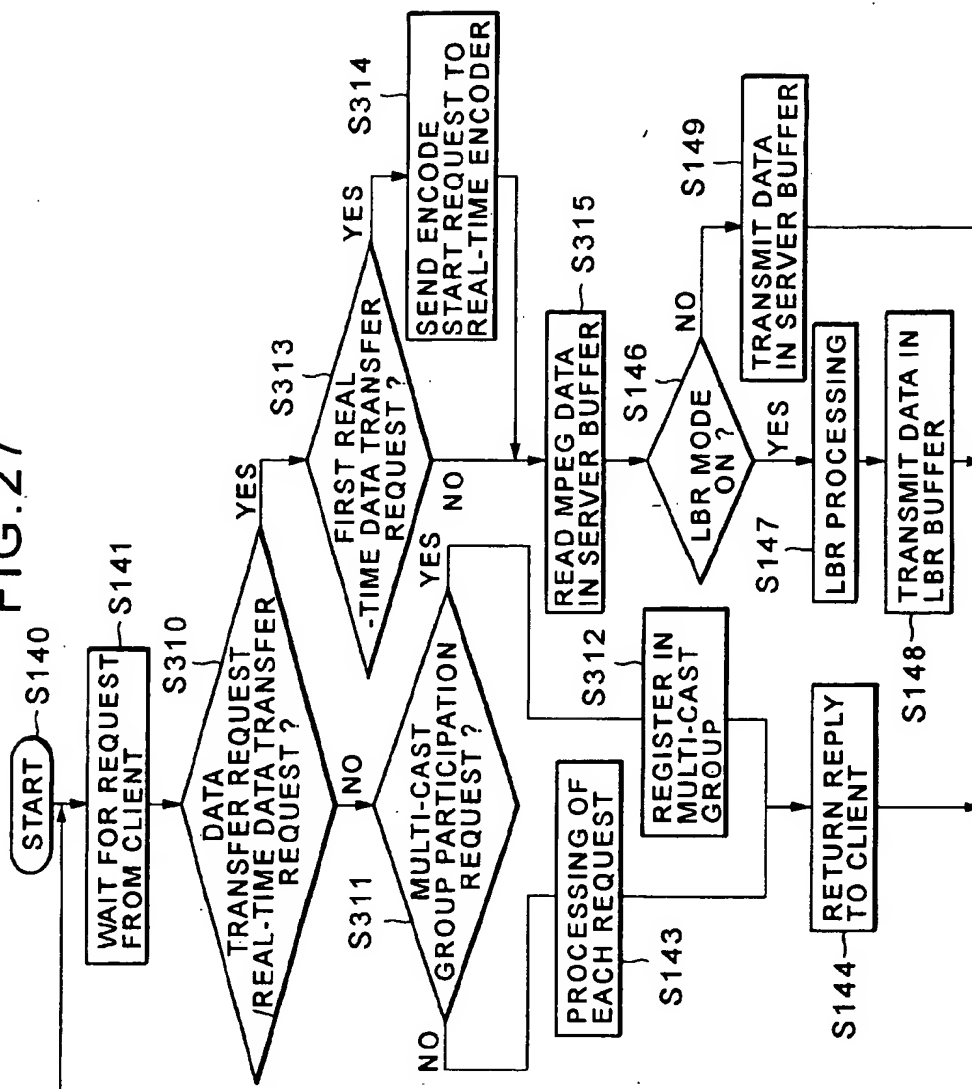 FIG.27
START
S140
WAIT FOR REQUEST
FROM CLIENT
S141
DATA
TRANSFER REQUEST
/REAL-TIME DATA TRANSFER
REQUEST ?
S310
YES
NO
FIRST REAL
-TIME DATA TRANSFER
REQUEST ?
S313
YES
NO
SEND ENCODE
START REQUEST TO
REAL-TIME ENCODER
S314
MULTI-CAST
GROUP PARTICIPATION
REQUEST ?
S311
YES
NO
READ MPEG DATA
IN SERVER BUFFER
S315
LBR MODE
ON ?
S146
NO
YES
TRANSMIT DATA
IN SERVER BUFFER
S149
REGISTER IN
MULTI-CAST
GROUP
S312
PROCESSING OF
EACH REQUEST
S143
LBR PROCESSING
S147
TRANSMIT DATA IN
LBR BUFFER
S148
RETURN REPLY
TO CLIENT
S144